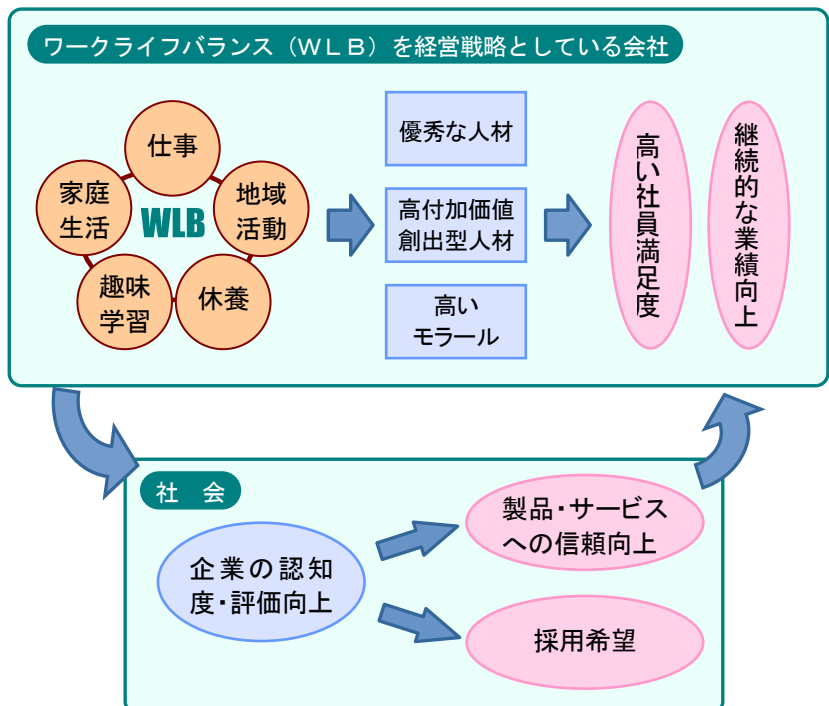 ワークライフバランス（ＷＬＢ）を経営戦略としている会社
仕事
家庭
生活
WLB
地域
活動
趣味
学習
休養
優秀な人材
高付加価値
創出型人材
高い
モラール
高い社員満足度
継続的な業績向上
社　会
企業の認知
度・評価向上
製品・サービス
への信頼向上
採用希望